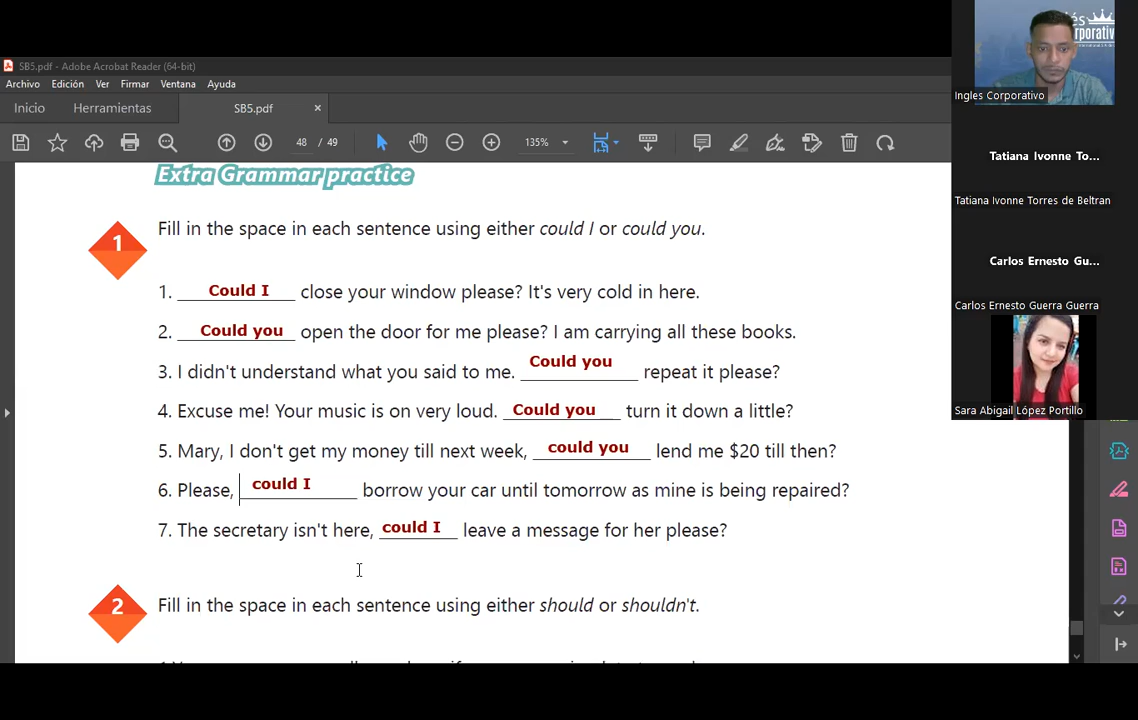 és
orporativ
SB5.pdf - Adobe Acrobat Reader (64-bit)
Archivo Edición Ver Firmar Ventana Ayuda
Inicio Herramientas SB5.pdf ×
48 / 49 135%
Ingles Corporativo
Tatiana Ivonne To...
Tatiana Ivonne Torres de Beltran
Carlos Ernesto Gu...
Carlos Ernesto Guerra Guerra
Sara Abigail López Portillo
Extra Grammar practice
1 Fill in the space in each sentence using either could I or could you.
1. Could I close your window please? It's very cold in here.
2. Could you open the door for me please? I am carrying all these books.
3. I didn't understand what you said to me. Could you repeat it please?
4. Excuse me! Your music is on very loud. Could you turn it down a little?
5. Mary, I don't get my money till next week, could you lend me $20 till then?
6. Please, could I borrow your car until tomorrow as mine is being repaired?
7. The secretary isn't here, could I leave a message for her please?
2 Fill in the space in each sentence using either should or shouldn't.